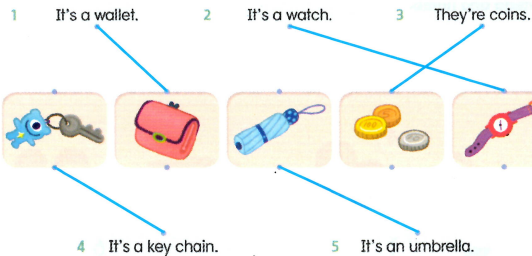 1 It's a wallet. 2 It's a watch. 3 They're coins.
4 It's a key chain. 5 It's an umbrella.